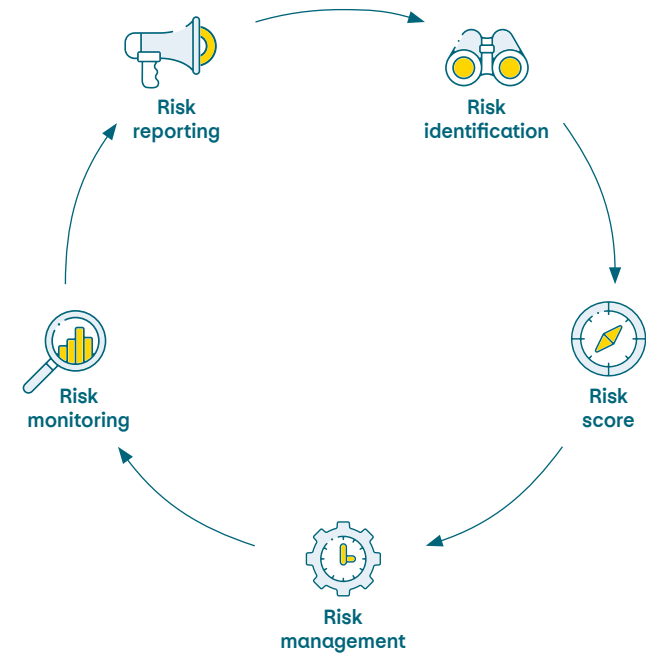 Risk
reporting
Risk
identification
Risk
score
Risk
monitoring
Risk
management